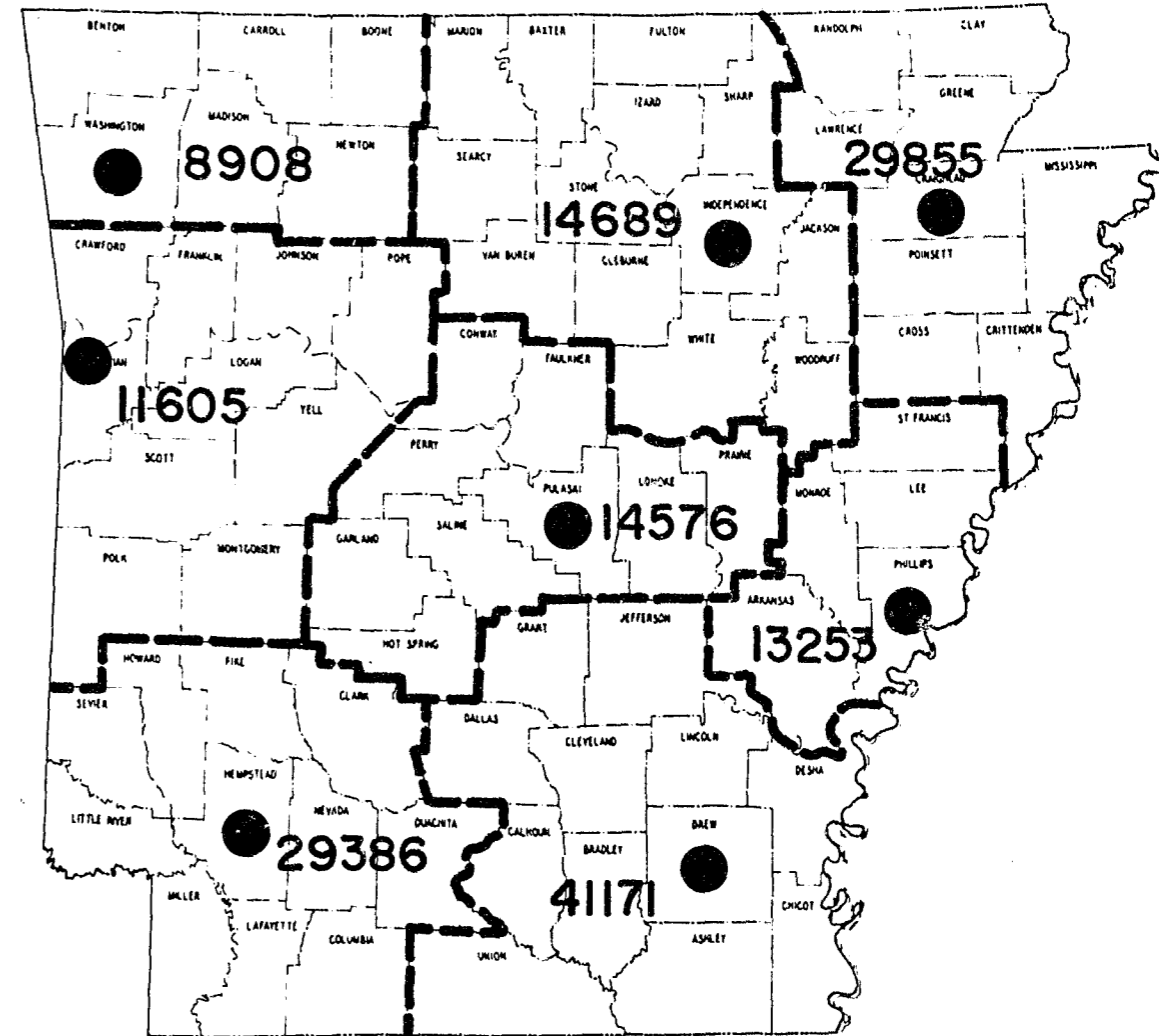 BENTON
CARROLL
BOONE
MARION
BAXTER
FULTON
RANDOLPH
CLAY
SHARP
IZARD
GREENE
MADISON
WASHINGTON
NEWTON
SEARCY
LAWRENCE
8908
29855
MISSISSIPPI
CRAIGHEAD
STONE
INDEPENDENCE
14689
JACKSON
CRAWFORD
FRANKLIN
JOHNSON
POPE
VAN BUREN
CLEBURNE
POINSETT
CONWAY
WHITE
CROSS
CRITTENDEN
FAULKNER
WOODRUFF
IAN
LOGAN
11605
YELL
ST FRANCIS
PERRY
SCOTT
PRAIRIE
PULASKI
LONOKE
LEE
MONROE
SALINE
14576
GARLAND
MONTGOMERY
POLK
PHILLIPS
ARKANSAS
GRANT
JEFFERSON
HOT SPRING
13253
HOWARD
PIKE
CLARK
SEVIER
DALLAS
CLEVELAND
LINCOLN
DESHA
HEMPSTEAD
NEVADA
LITTLE RIVER
OUACHITA
CALHOUN
DREW
BRADLEY
29386
41171
MILLER
CHICOT
LAFAYETTE
COLUMBIA
ASHLEY
UNION